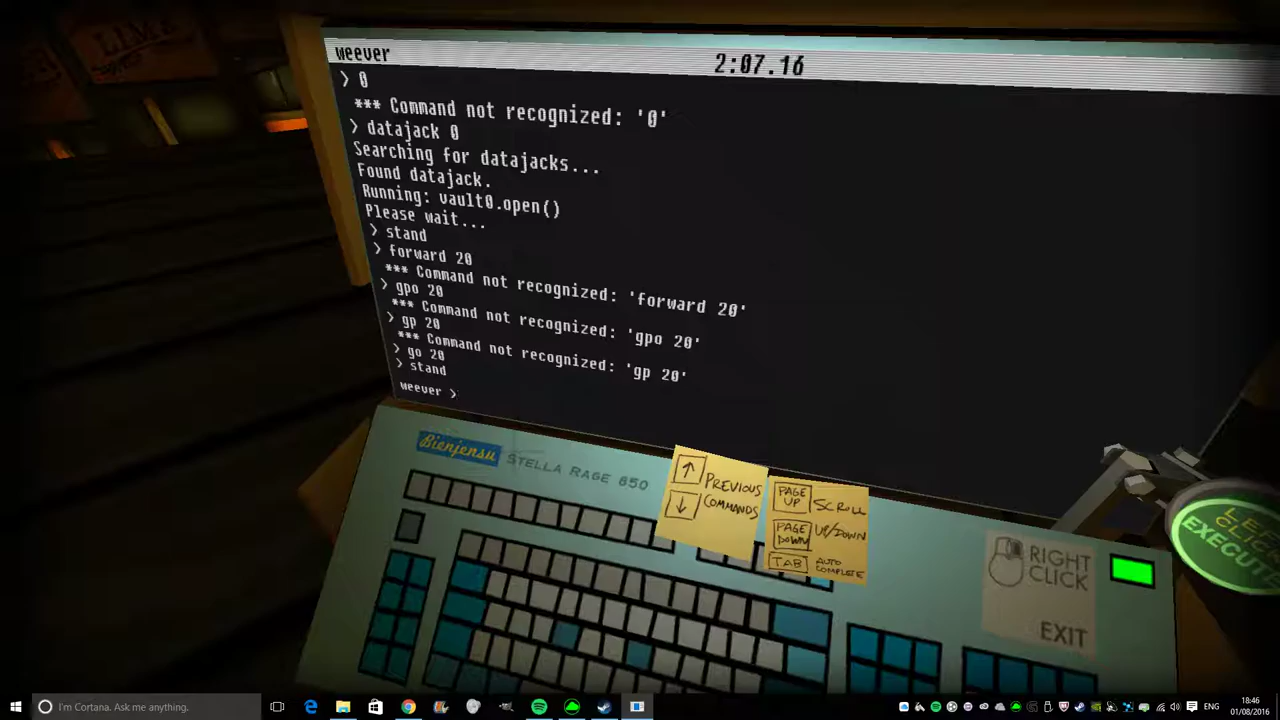 LIME
weever
2:07.16
❯ 0
*** Command not recognized: '0'
❯ datajack 0
Searching for datajacks...
Found datajack.
Running: vault0.open()
Please wait...
❯ stand
❯ forward 20
*** Command not recognized: 'forward 20'
❯ gpo 20
*** Command not recognized: 'gpo 20'
❯ gp 20
*** Command not recognized: 'gp 20'
❯ go 20
❯ stand
weever ❯
Bienjensu
STELLA RAGE 650
↑ PREVIOUS
↓ COMMANDS
PAGE UP SCROLL
PAGE DOWN UP/DOWN
TAB AUTO COMPLETE
RIGHT
CLICK
EXIT
CLICK
EXECUTE
I'm Cortana. Ask me anything.
ENG
18:46
01/08/2016